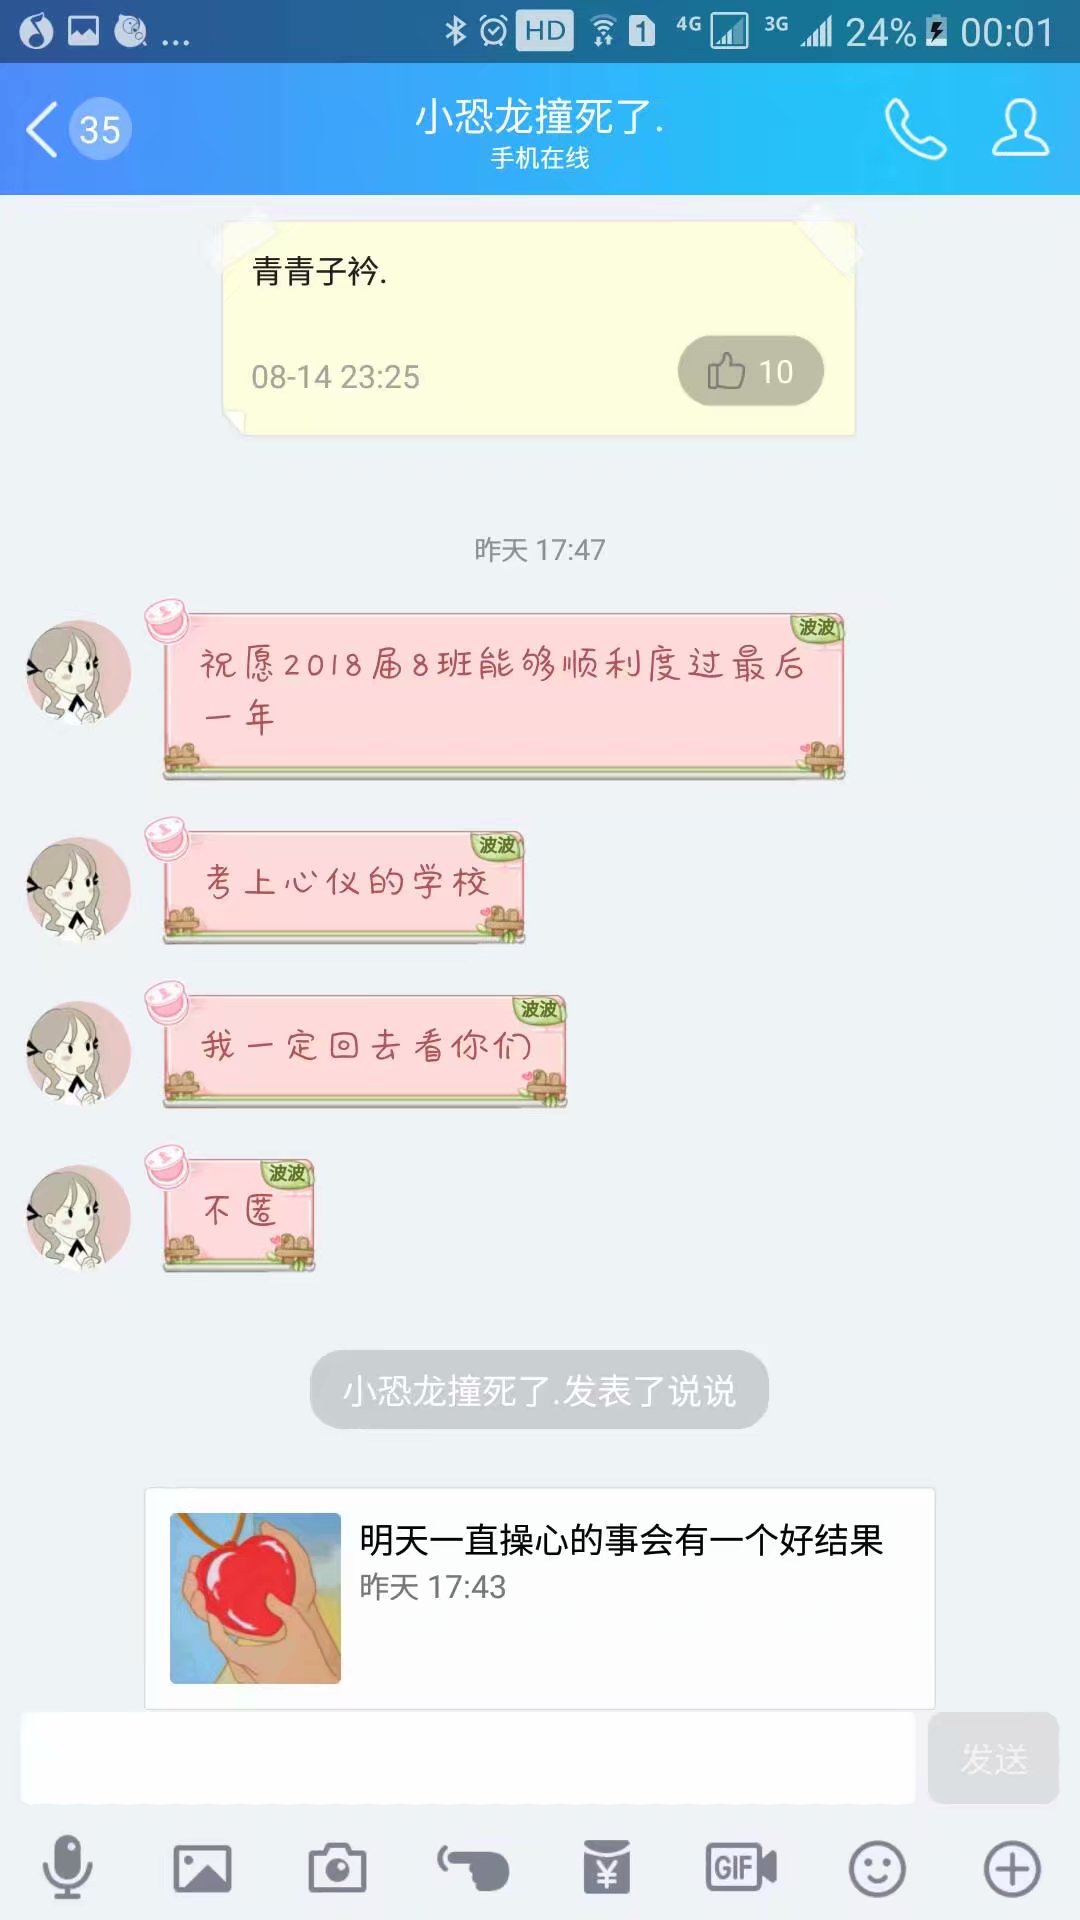 HD 1 4G 3G 24% 00:01
35
小恐龙撞死了.
手机在线
青青子衿.
08-14 23:25
10
昨天 17:47
波波
祝愿2018届8班能够顺利度过最后
一年
波波
考上心仪的学校
波波
我一定回去看你们
波波
不匿
小恐龙撞死了.发表了说说
明天一直操心的事会有一个好结果
昨天 17:43
发送
¥
GIF